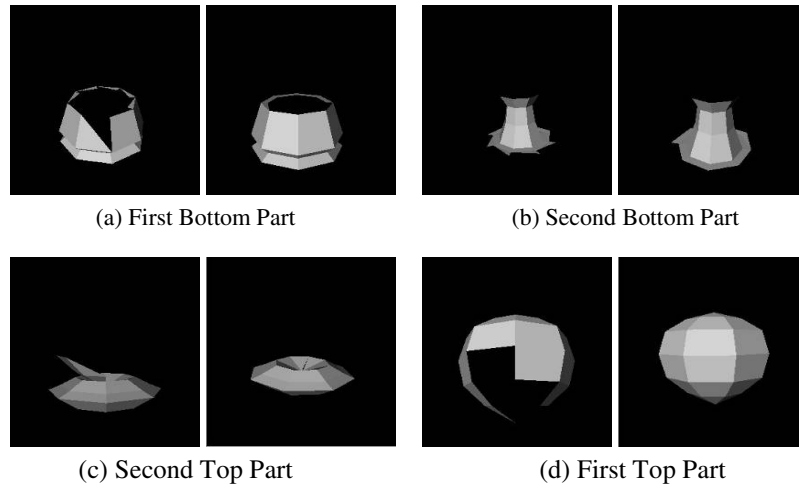 (a) First Bottom Part
(b) Second Bottom Part
(c) Second Top Part
(d) First Top Part